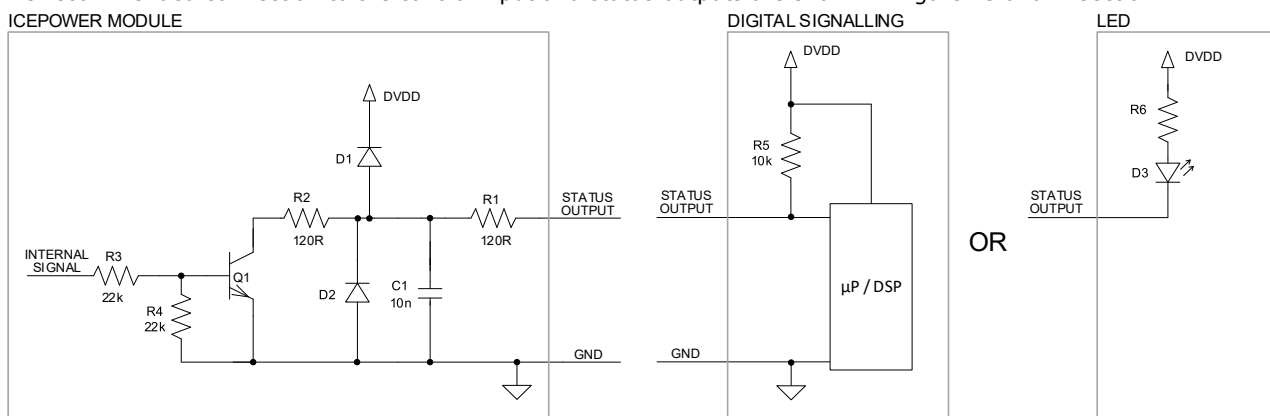 ICEPOWER MODULE
DIGITAL SIGNALLING
LED
DVDD
DVDD
DVDD
D1
R5
10k
R6
D3
R2
120R
R1
120R
STATUS
OUTPUT
STATUS
OUTPUT
STATUS
OUTPUT
OR
INTERNAL
SIGNAL
R3
22k
R4
22k
Q1
D2
C1
10n
µP / DSP
GND
GND